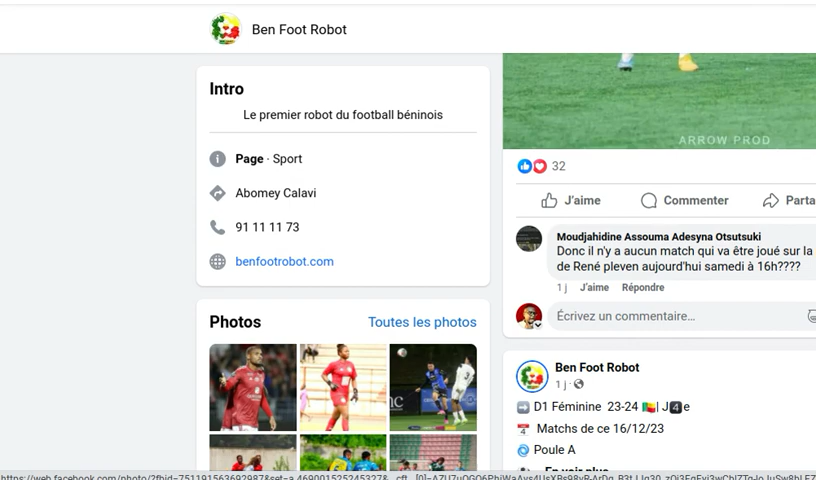 Ben Foot Robot
Intro
Le premier robot du football béninois
Page · Sport
Abomey Calavi
91 11 11 73
benfootrobot.com
Photos
Toutes les photos
ARROW PROD
32
J'aime
Commenter
Parta
Moudjahidine Assouma Adesyna Otsutsuki
Donc il n'y a aucun match qui va être joué sur la
de René pleven aujourd'hui samedi à 16h????
1 j J'aime Répondre
Écrivez un commentaire…
Ben Foot Robot
1 j ·
D1 Féminine 23-24 | J4e
Matchs de ce 16/12/23
Poule A
En voir plus